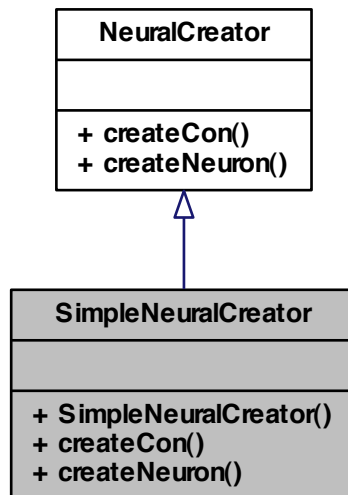 NeuralCreator
+ createCon()
+ createNeuron()
SimpleNeuralCreator
+ SimpleNeuralCreator()
+ createCon()
+ createNeuron()